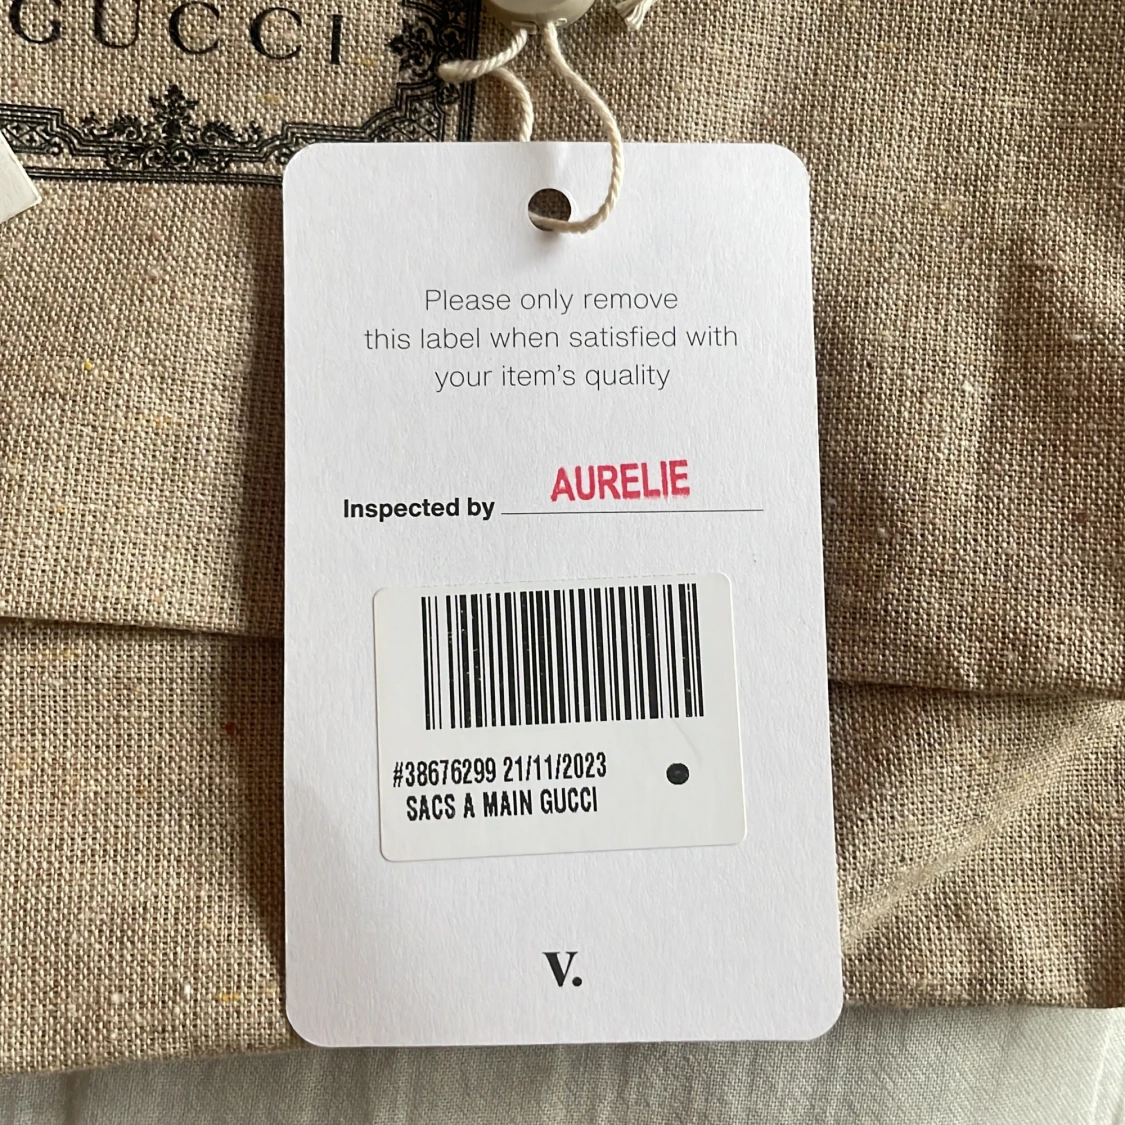 GUCCI
Please only remove
this label when satisfied with
your item's quality
Inspected by AURELIE
#38676299 21/11/2023
SACS A MAIN GUCCI
V.